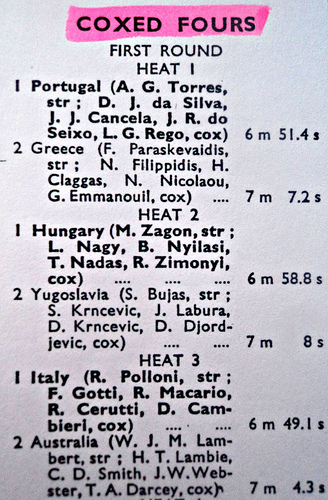 COXED FOURS
FIRST ROUND
HEAT 1
1 Portugal (A. G. Torres,
str ; D. J. da Silva,
J. J. Cancela, J. R. do
Seixo, L. G. Rego, cox) 6 m 51.4 s
2 Greece (F. Paraskevaidis,
str ; N. Filippidis, H.
Claggas, N. Nicolaou,
G. Emmanouil, cox) .... 7 m 7.2 s
HEAT 2
1 Hungary (M. Zagon, str ;
L. Nagy, B. Nyilasi,
T. Nadas, R. Zimonyi,
cox) .... .... .... 6 m 58.8 s
2 Yugoslavia (S. Bujas, str ;
S. Krncevic, J. Labura,
D. Krncevic, D. Djord-
jevic, cox) .... .... 7 m 8 s
HEAT 3
1 Italy (R. Polloni, str ;
F. Gotti, R. Macario,
R. Cerutti, D. Cam-
bieri, cox) .... .... 6 m 49.1 s
2 Australia (W. J. M. Lam-
bert, str ; H. T. Lambie,
C. D. Smith, J. W. Web-
ster, T. A. Darcey, cox) 7 m 4.3 s